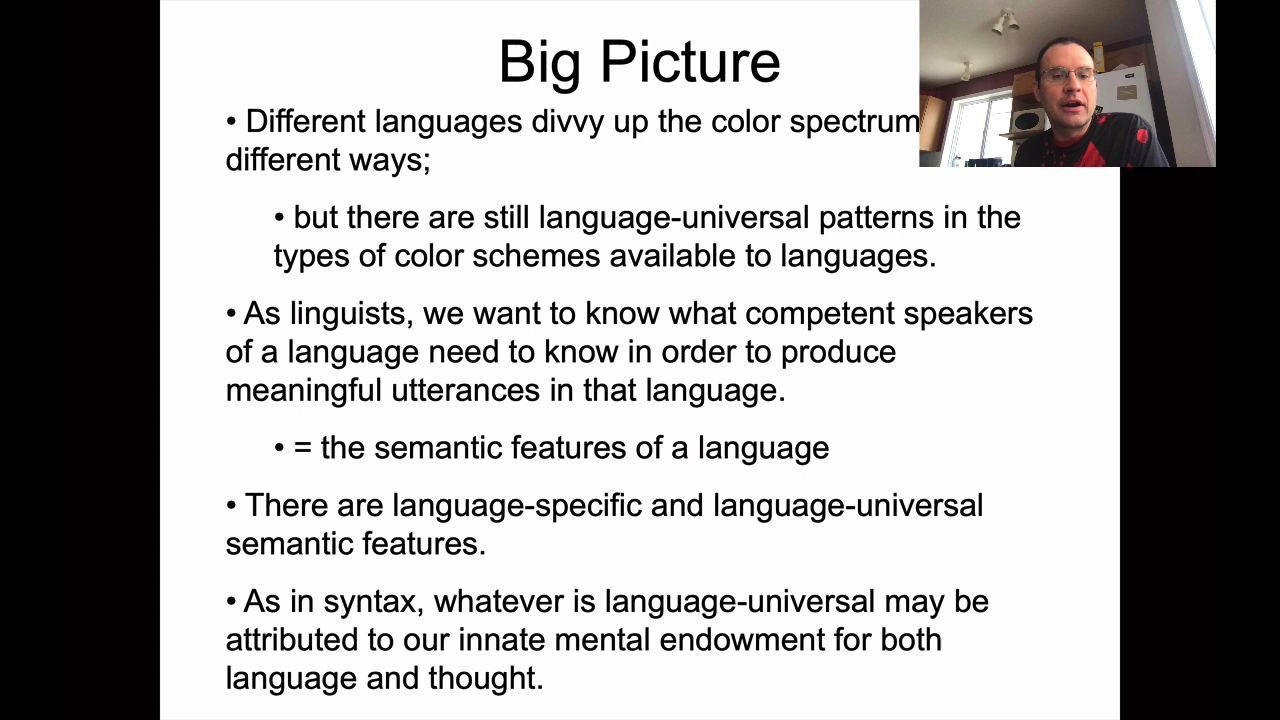 Big Picture
• Different languages divvy up the color spectrum
different ways;
• but there are still language-universal patterns in the
types of color schemes available to languages.
• As linguists, we want to know what competent speakers
of a language need to know in order to produce
meaningful utterances in that language.
• = the semantic features of a language
• There are language-specific and language-universal
semantic features.
• As in syntax, whatever is language-universal may be
attributed to our innate mental endowment for both
language and thought.